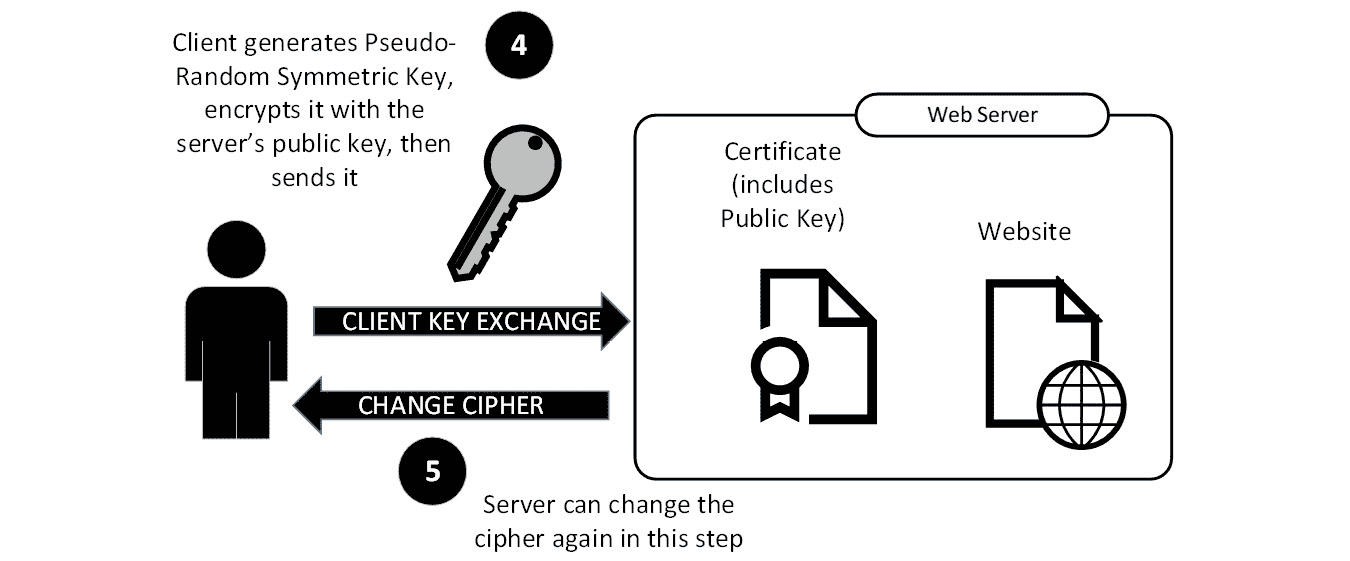 Client generates Pseudo-
Random Symmetric Key,
encrypts it with the
server’s public key, then
sends it
4
Web Server
Certificate
(includes
Public Key)
Website
CLIENT KEY EXCHANGE
CHANGE CIPHER
5
Server can change the
cipher again in this step